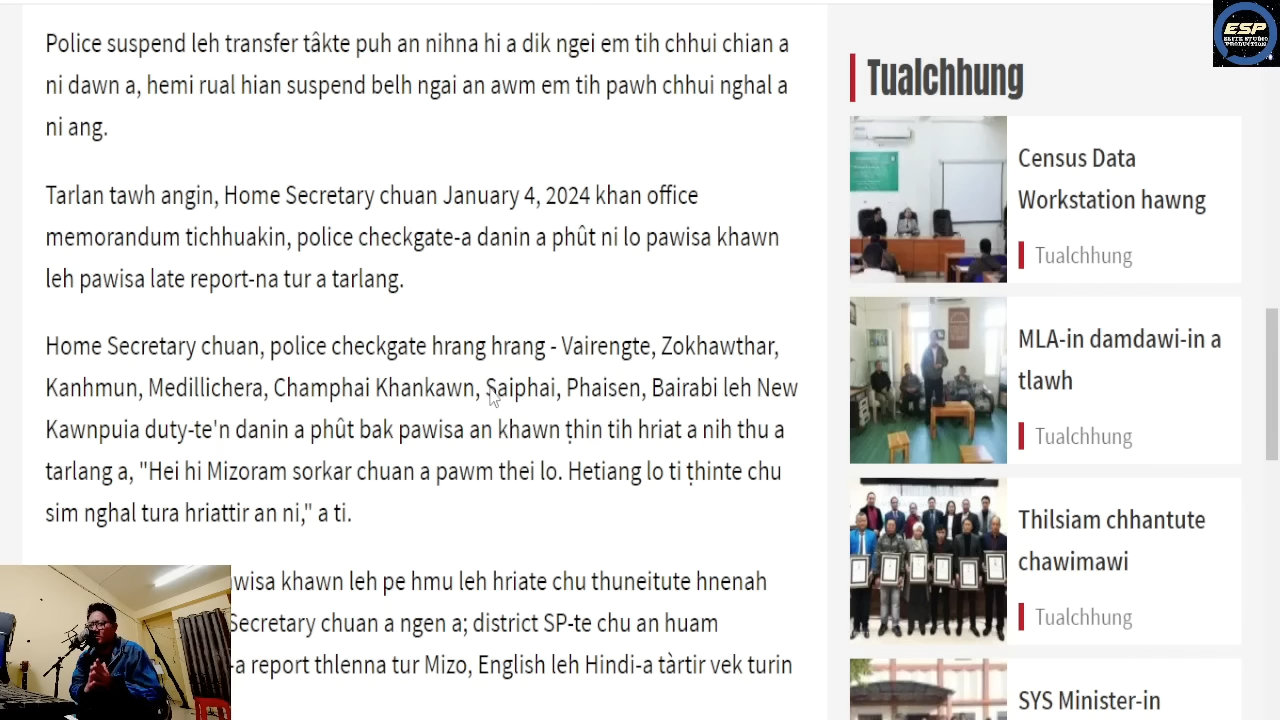 Police suspend leh transfer tâkte puh an nihna hi a dik ngei em tih chhui chian a
ni dawn a, hemi rual hian suspend belh ngai an awm em tih pawh chhui nghal a
ni ang.
Tarlan tawh angin, Home Secretary chuan January 4, 2024 khan office
memorandum tichhuakin, police checkgate-a danin a phût ni lo pawisa khawn
leh pawisa late report-na tur a tarlang.
Home Secretary chuan, police checkgate hrang hrang - Vairengte, Zokhawthar,
Kanhmun, Medillichera, Champhai Khankawn, Saiphai, Phaisen, Bairabi leh New
Kawnpuia duty-te'n danin a phût bak pawisa an khawn ṭhin tih hriat a nih thu a
tarlang a, "Hei hi Mizoram sorkar chuan a pawm thei lo. Hetiang lo ti ṭhinte chu
sim nghal tura hriattir an ni," a ti.
wisa khawn leh pe hmu leh hriate chu thuneitute hnenah
Secretary chuan a ngen a; district SP-te chu an huam
-a report thlenna tur Mizo, English leh Hindi-a tàrtir vek turin
ESP
ELITE STUDIO
PRODUCTION
Tualchhung
Census Data
Workstation hawng
Tualchhung
MLA-in damdawi-in a
tlawh
Tualchhung
Thilsiam chhantute
chawimawi
Tualchhung
SYS Minister-in